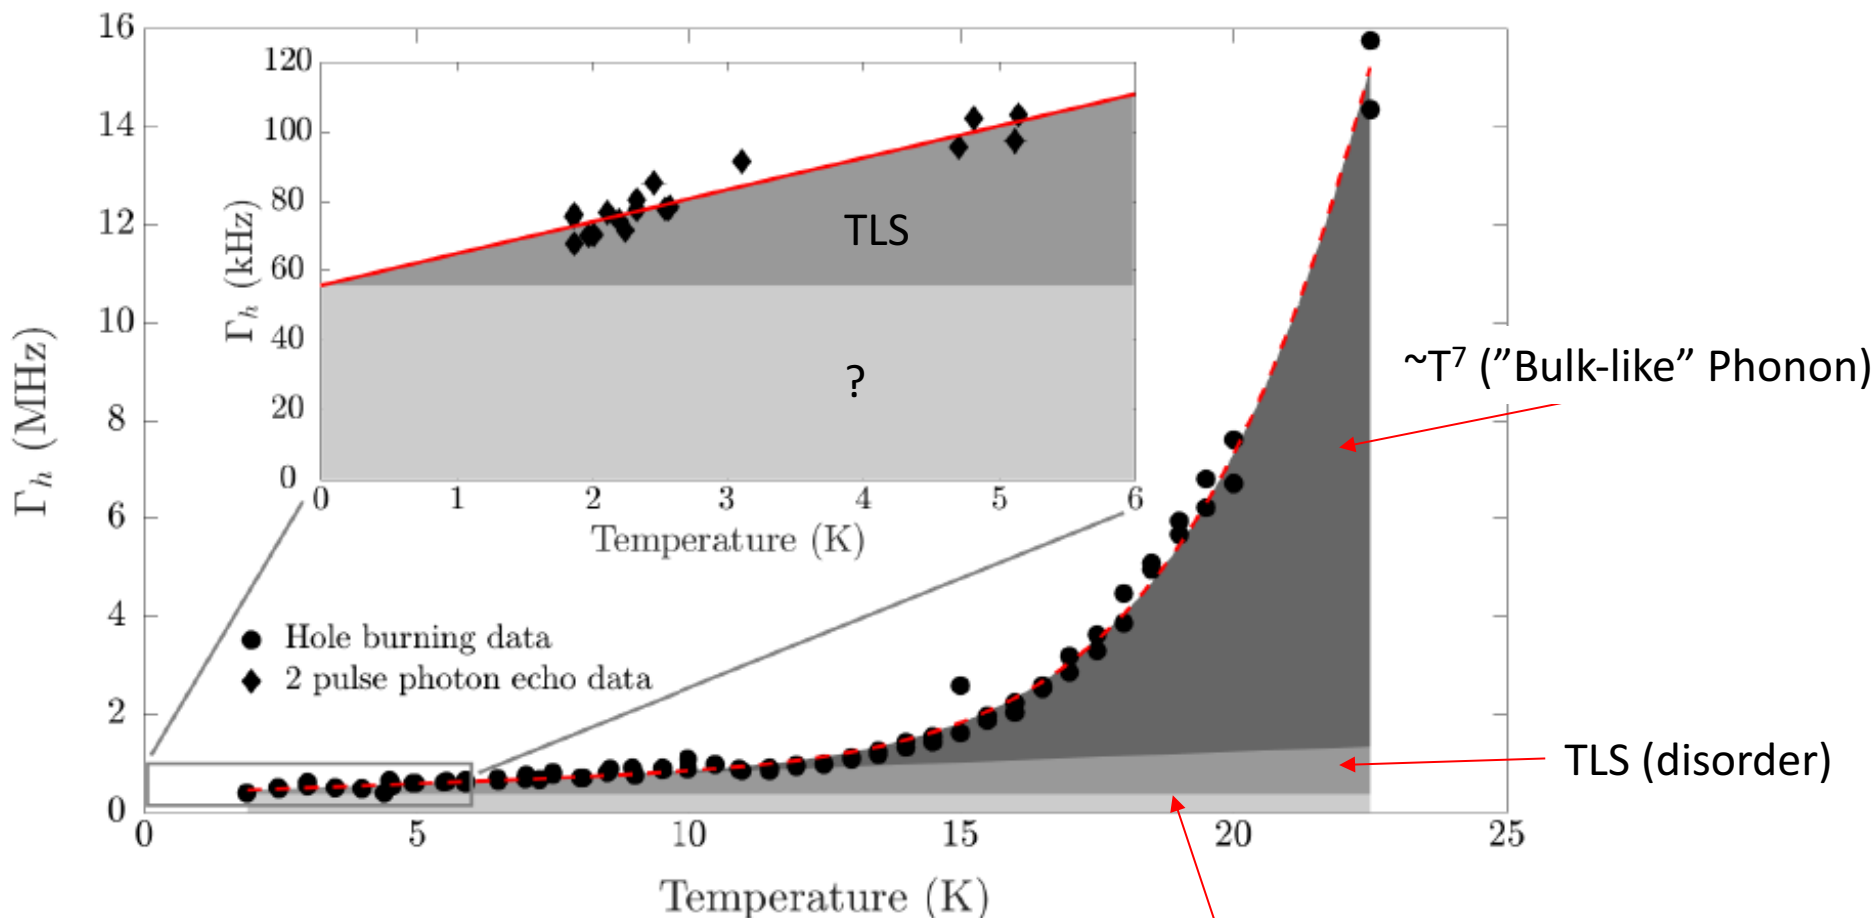 16
14
12
10
8
6
4
2
0
Γh (MHz)
0 5 10 15 20 25
Temperature (K)
120
100
80
60
40
20
0
Γh (kHz)
0 1 2 3 4 5 6
Temperature (K)
TLS
?
Hole burning data
2 pulse photon echo data
~T⁷ (”Bulk-like” Phonon)
TLS (disorder)